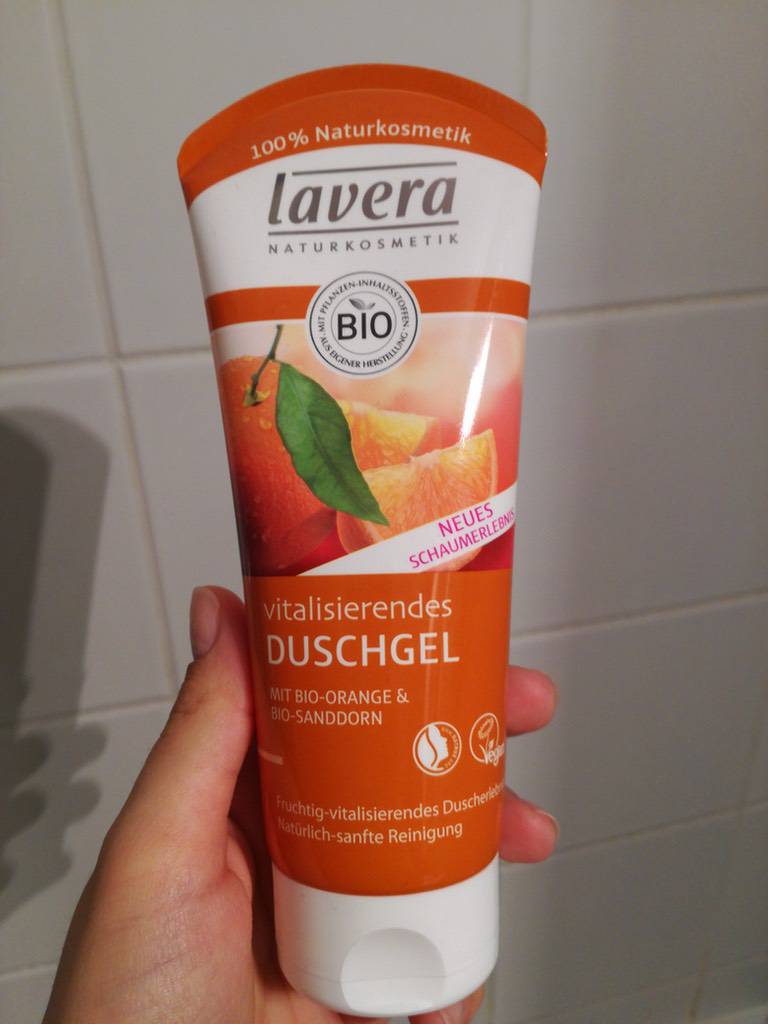 100% Naturkosmetik
lavera
NATURKOSMETIK
MIT PFLANZEN-INHALTSSTOFFEN
BIO
AUS EIGENER HERSTELLUNG
NEUES
SCHAUMERLEBNIS
vitalisierendes
DUSCHGEL
MIT BIO-ORANGE &
BIO-SANDDORN
Vegan
Fruchtig-vitalisierendes Duscherlebnis
Natürlich-sanfte Reinigung